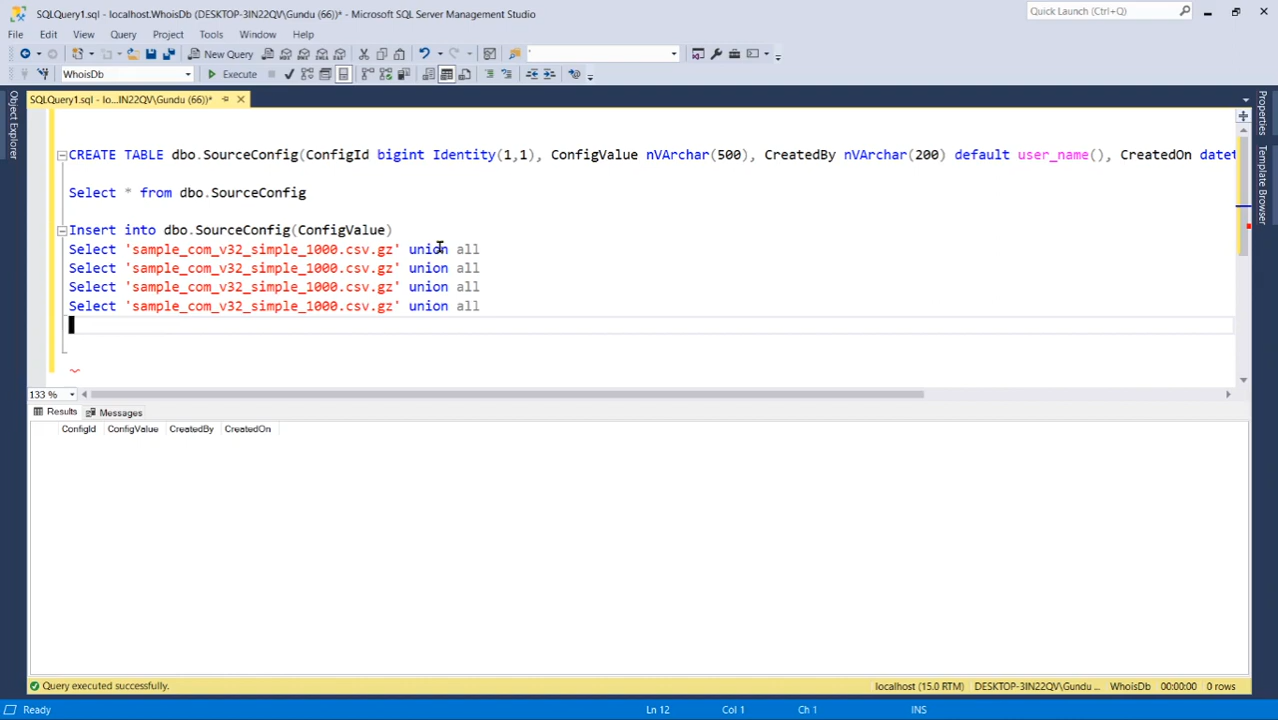 SQLQuery1.sql - localhost.WhoisDb (DESKTOP-3IN22QV\Gundu (66))* - Microsoft SQL Server Management Studio
Quick Launch (Ctrl+Q)
File Edit View Query Project Tools Window Help
New Query
WhoisDb
Execute
SQLQuery1.sql - lo...IN22QV\Gundu (66))*
Object Explorer
Properties
Template Browser
CREATE TABLE dbo.SourceConfig(ConfigId bigint Identity(1,1), ConfigValue nVArchar(500), CreatedBy nVArchar(200) default user_name(), CreatedOn datet
Select * from dbo.SourceConfig
Insert into dbo.SourceConfig(ConfigValue)
Select 'sample_com_v32_simple_1000.csv.gz' union all
Select 'sample_com_v32_simple_1000.csv.gz' union all
Select 'sample_com_v32_simple_1000.csv.gz' union all
Select 'sample_com_v32_simple_1000.csv.gz' union all
133 %
Results Messages
ConfigId ConfigValue CreatedBy CreatedOn
Query executed successfully.
localhost (15.0 RTM) DESKTOP-3IN22QV\Gundu ... WhoisDb 00:00:00 0 rows
Ready Ln 12 Col 1 Ch 1 INS